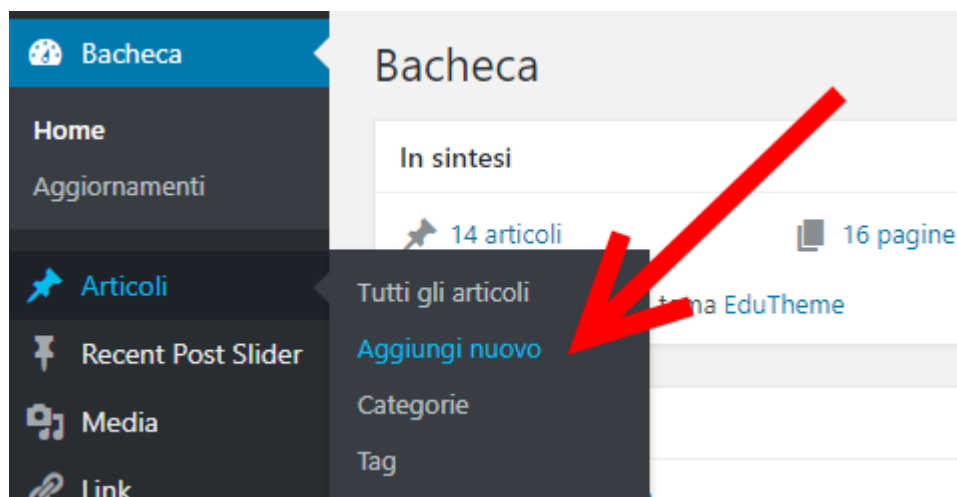 Bacheca
Home
Aggiornamenti
Articoli
Recent Post Slider
Media
Link
Tutti gli articoli
Aggiungi nuovo
Categorie
Tag
Bacheca
In sintesi
14 articoli
16 pagine
EduTheme